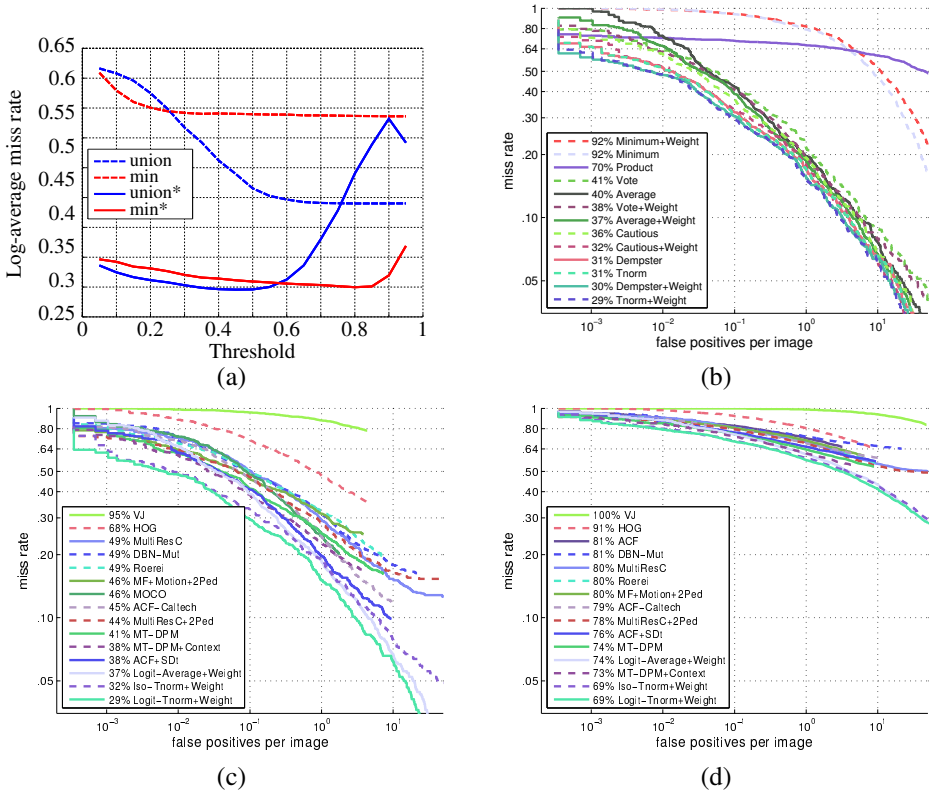 0.65
0.6
0.55
0.5
0.45
0.4
0.35
0.3
0.25
Log-average miss rate
union
min
union*
min*
0 0.2 0.4 0.6 0.8 1
Threshold
(a)
1
.80
.64
.50
.40
.30
.20
.10
.05
miss rate
92% Minimum+Weight
92% Minimum
70% Product
41% Vote
40% Average
38% Vote+Weight
37% Average+Weight
36% Cautious
32% Cautious+Weight
31% Dempster
31% Tnorm
30% Dempster+Weight
29% Tnorm+Weight
10−3 10−2 10−1 100 101
false positives per image
(b)
1
.80
.64
.50
.40
.30
.20
.10
.05
miss rate
95% VJ
68% HOG
49% MultiResC
49% DBN−Mut
49% Roerei
46% MF+Motion+2Ped
46% MOCO
45% ACF−Caltech
44% MultiResC+2Ped
41% MT−DPM
38% MT−DPM+Context
38% ACF+SDt
37% Logit−Average+Weight
32% Iso−Tnorm+Weight
29% Logit−Tnorm+Weight
10−3 10−2 10−1 100 101
false positives per image
(c)
1
.80
.64
.50
.40
.30
.20
.10
.05
miss rate
100% VJ
91% HOG
81% ACF
81% DBN−Mut
80% MultiResC
80% Roerei
80% MF+Motion+2Ped
79% ACF−Caltech
78% MultiResC+2Ped
76% ACF+SDt
74% MT−DPM
74% Logit−Average+Weight
73% MT−DPM+Context
69% Iso−Tnorm+Weight
69% Logit−Tnorm+Weight
10−3 10−2 10−1 100 101
false positives per image
(d)